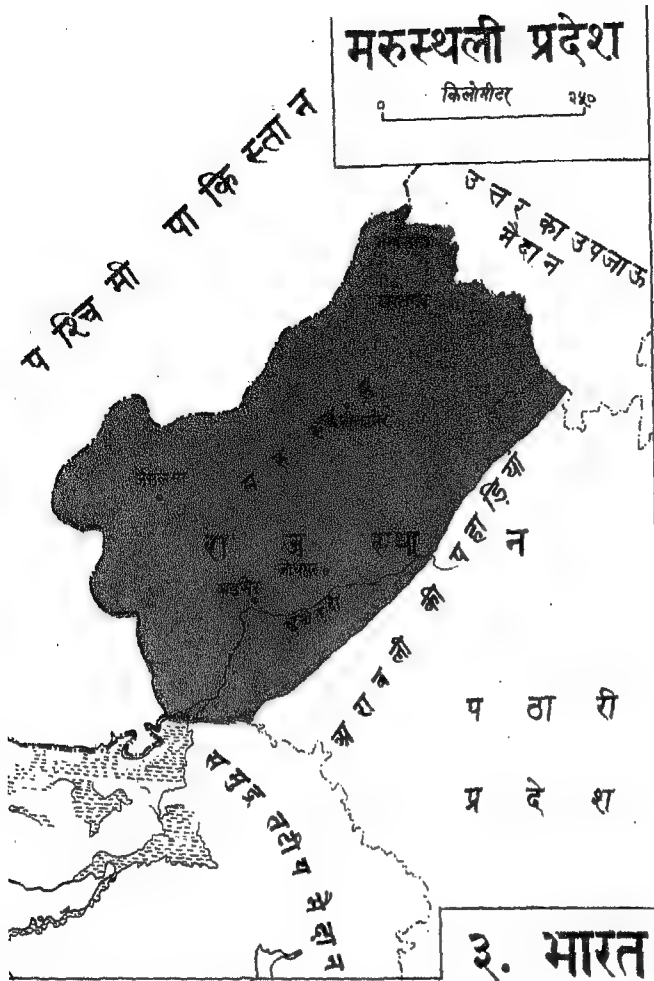 मरुस्थली प्रदेश
किलोमीटर
० २५०
पश्चिमी पाकिस्तान
उत्तर का उपजाऊ
मैदान
बीकानेर
जैसलमेर
राजस्थान
जोधपुर
बाड़मेर
लूनी नदी
अरावली की पहाड़ियाँ
पठारी
प्रदेश
समुद्र तटीय मैदान
३. भारत